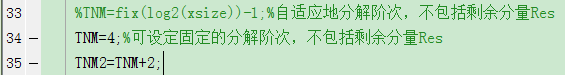 33 %TNM=fix(log2(xsize))-1;%自适应地分解阶次，不包括剩余分量Res
34 — TNM=4;%可设定固定的分解阶次，不包括剩余分量Res
35 — TNM2=TNM+2;